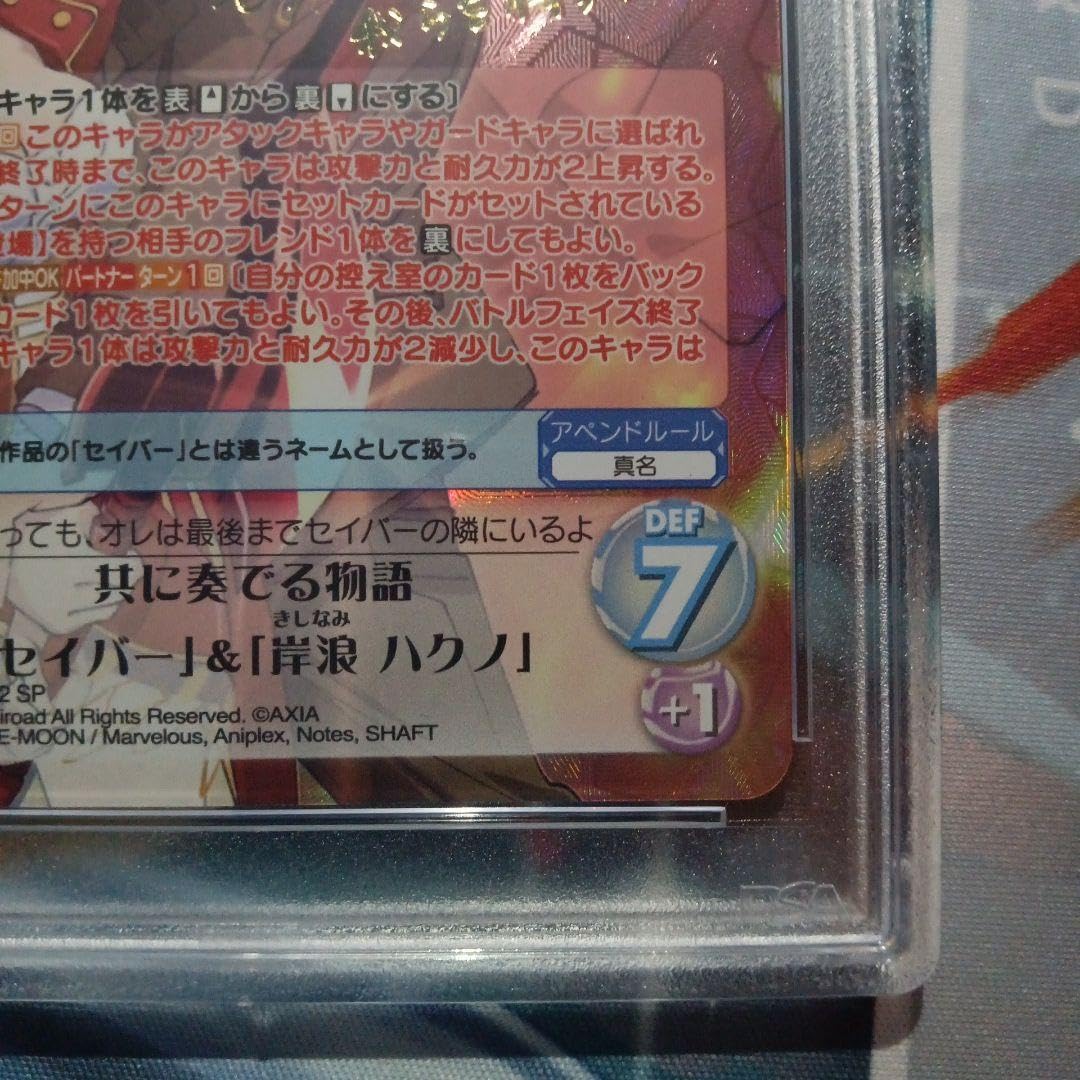 キャラ1体を表から裏にする]
回このキャラがアタックキャラやガードキャラに選ばれ
終了時まで、このキャラは攻撃力と耐久力が2上昇する。
ターンにこのキャラにセットカードがセットされている
場]を持つ相手のフレンド1体を裏にしてもよい。
加中OK パートナー ターン1回 [自分の控え室のカード1枚をバック
カード1枚を引いてもよい。その後、バトルフェイズ終了
キャラ1体は攻撃力と耐久力が2減少し、このキャラは
作品の「セイバー」とは違うネームとして扱う。
アペンドルール
真名
っても、オレは最後までセイバーの隣にいるよ
DEF
7
共に奏でる物語
きしなみ
セイバー」&「岸浪 ハクノ」
+1
2 SP
iroad All Rights Reserved. ©AXIA
E-MOON / Marvelous, Aniplex, Notes, SHAFT
PSA
D